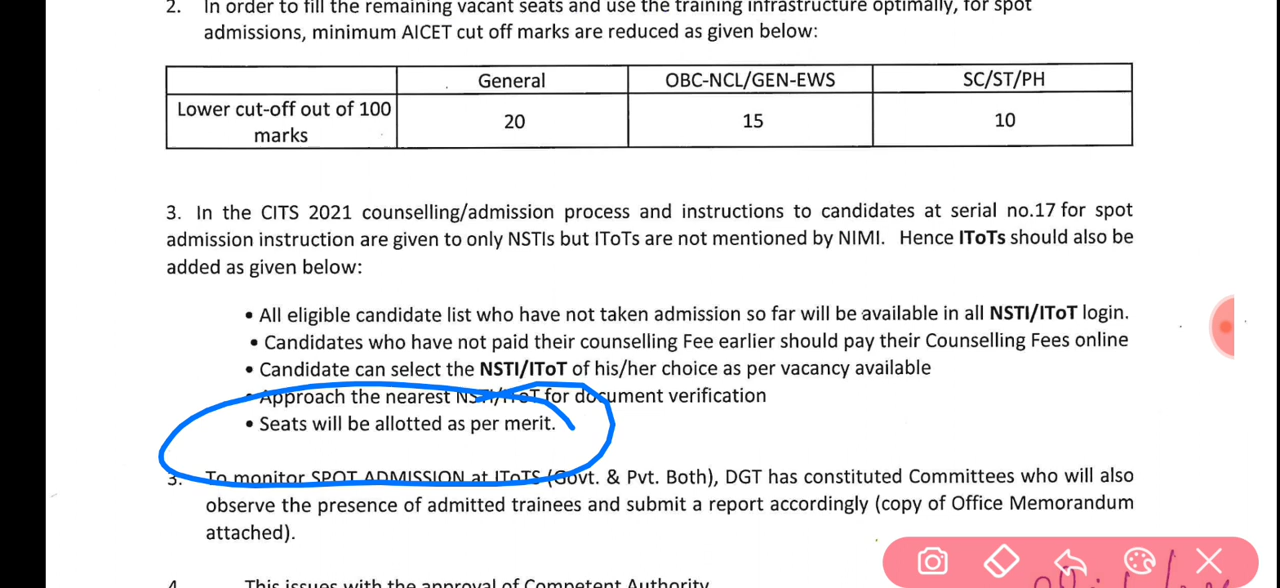 2. In order to fill the remaining vacant seats and use the training infrastructure optimally, for spot
admissions, minimum AICET cut off marks are reduced as given below:
General OBC-NCL/GEN-EWS SC/ST/PH
Lower cut-off out of 100
marks 20 15 10
3. In the CITS 2021 counselling/admission process and instructions to candidates at serial no.17 for spot
admission instruction are given to only NSTIs but IToTs are not mentioned by NIMI. Hence IToTs should also be
added as given below:
• All eligible candidate list who have not taken admission so far will be available in all NSTI/IToT login.
• Candidates who have not paid their counselling Fee earlier should pay their Counselling Fees online
• Candidate can select the NSTI/IToT of his/her choice as per vacancy available
• Approach the nearest NSTI/IToT for document verification
• Seats will be allotted as per merit.
3. To monitor SPOT ADMISSION at IToTS (Govt. & Pvt. Both), DGT has constituted Committees who will also
observe the presence of admitted trainees and submit a report accordingly (copy of Office Memorandum
attached).
4. This issues with the approval of Competent Authority